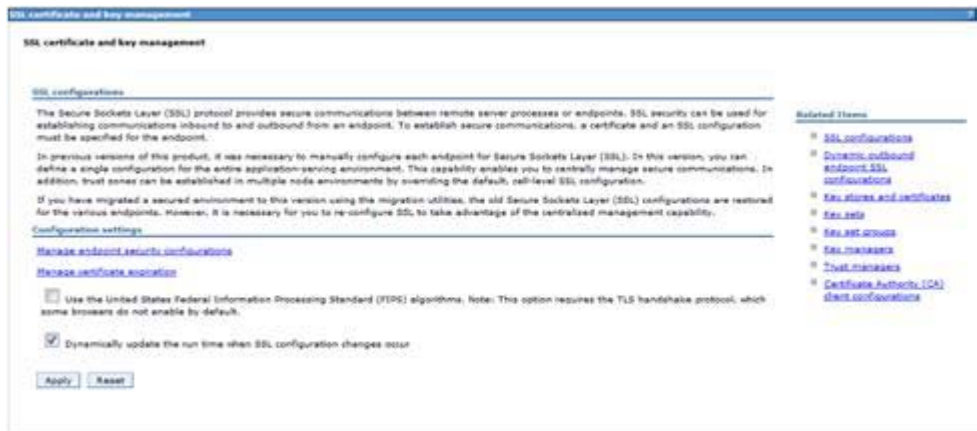 SSL certificate and key management
?
SSL certificate and key management
SSL configurations
The Secure Sockets Layer (SSL) protocol provides secure communications between remote server processes or endpoints. SSL security can be used for
establishing communications inbound to and outbound from an endpoint. To establish secure communications, a certificate and an SSL configuration
must be specified for the endpoint.
In previous versions of this product, it was necessary to manually configure each endpoint for Secure Sockets Layer (SSL). In this version, you can
define a single configuration for the entire application-serving environment. This capability enables you to centrally manage secure communications. In
addition, trust zones can be established in multiple node environments by overriding the default, cell-level SSL configuration.
If you have migrated a secured environment to this version using the migration utilities, the old Secure Sockets Layer (SSL) configurations are restored
for the various endpoints. However, it is necessary for you to re-configure SSL to take advantage of the centralized management capability.
Configuration settings
Manage endpoint security configurations
Manage certificate expiration
Use the United States Federal Information Processing Standard (FIPS) algorithms. Note: This option requires the TLS handshake protocol, which
some browsers do not enable by default.
Dynamically update the run time when SSL configuration changes occur
Apply Reset
Related Items
SSL configurations
Dynamic outbound
endpoint SSL
configurations
Key stores and certificates
Key sets
Key set groups
Key managers
Trust managers
Certificate Authority (CA)
client configurations